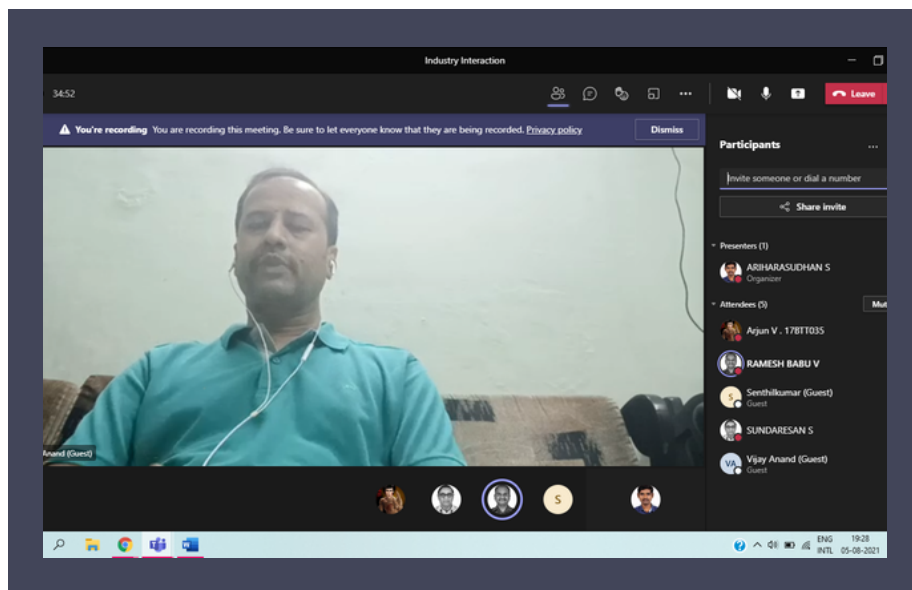 Industry Interaction
34:52
Leave
You're recording You are recording this meeting. Be sure to let everyone know that they are being recorded. Privacy policy
Dismiss
Participants
Invite someone or dial a number
Share invite
Presenters (1)
ARIHARASUDHAN S
Organizer
Attendees (5)
Mut
Arjun V . 17BTT035
RAMESH BABU V
S
Senthilkumar (Guest)
Guest
SUNDARESAN S
VA
Vijay Anand (Guest)
Guest
Anand (Guest)
S
ENG
INTL
19:28
05-08-2021